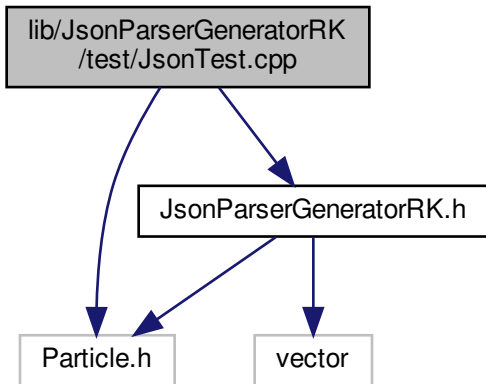 lib/JsonParserGeneratorRK
/test/JsonTest.cpp
JsonParserGeneratorRK.h
Particle.h
vector